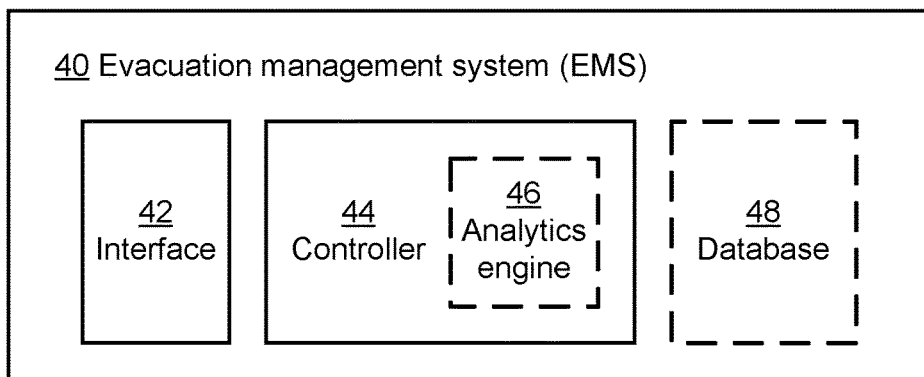 40 Evacuation management system (EMS)
42
Interface
44
Controller
46
Analytics
engine
48
Database